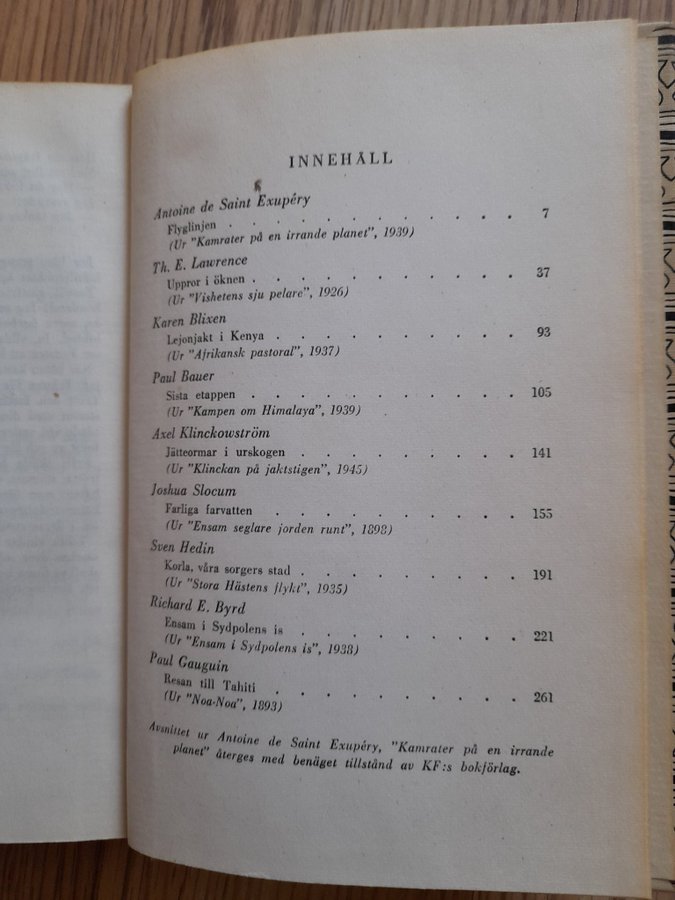 INNEHÅLL
Antoine de Saint Exupéry
Flyglinjen . . . . . . . . . . . 7
(Ur "Kamrater på en irrande planet", 1939)
Th. E. Lawrence
Uppror i öknen . . . . . . . . . . 37
(Ur "Vishetens sju pelare", 1926)
Karen Blixen
Lejonjakt i Kenya . . . . . . . . . 93
(Ur "Afrikansk pastoral", 1937)
Paul Bauer
Sista etappen . . . . . . . . . . 105
(Ur "Kampen om Himalaya", 1939)
Axel Klinckowström
Jätteormar i urskogen . . . . . . . . 141
(Ur "Klinckan på jaktstigen", 1945)
Joshua Slocum
Farliga farvatten . . . . . . . . . 155
(Ur "Ensam seglare jorden runt", 1898)
Sven Hedin
Korla, våra sorgers stad . . . . . . . . 191
(Ur "Stora Hästens flykt", 1935)
Richard E. Byrd
Ensam i Sydpolens is . . . . . . . . 221
(Ur "Ensam i Sydpolens is", 1938)
Paul Gauguin
Resan till Tahiti . . . . . . . . . 261
(Ur "Noa-Noa", 1893)
Avsnittet ur Antoine de Saint Exupéry, "Kamrater på en irrande
planet" återges med benäget tillstånd av KF:s bokförlag.